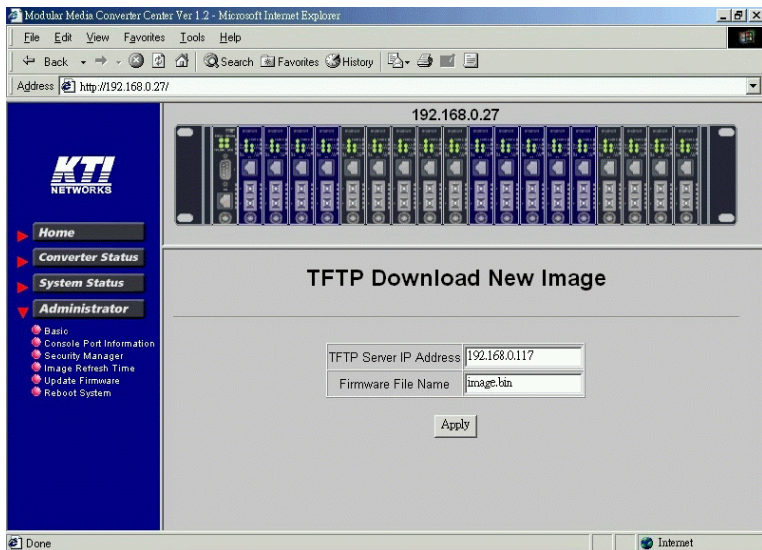 Modular Media Converter Center Ver 1.2 - Microsoft Internet Explorer
File Edit View Favorites Tools Help
Back Search Favorites History
Address http://192.168.0.27/
192.168.0.27
KTI
NETWORKS
Home
Converter Status
System Status
Administrator
Basic
Console Port Information
Security Manager
Image Refresh Time
Update Firmware
Reboot System
TFTP Download New Image
TFTP Server IP Address 192.168.0.117
Firmware File Name image.bin
Apply
Done Internet